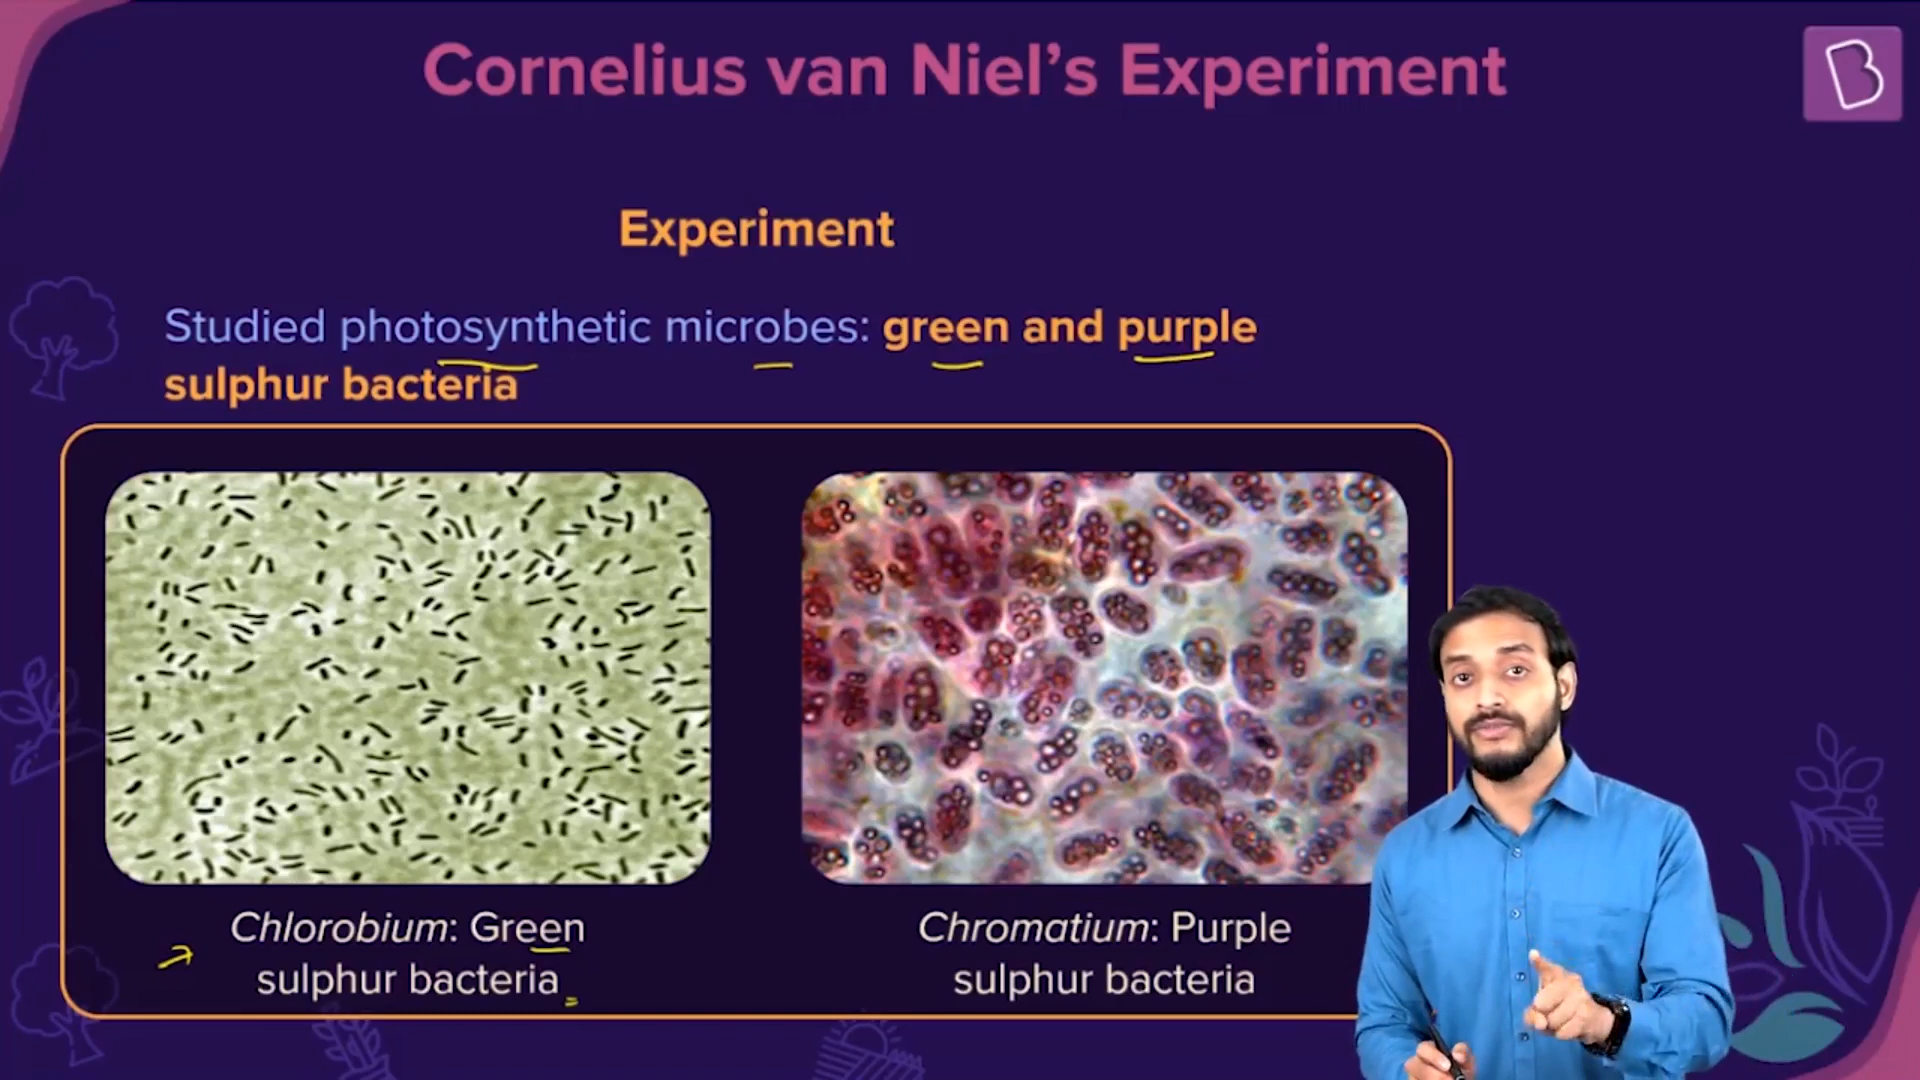 Cornelius van Niel's Experiment
B
Experiment
Studied photosynthetic microbes: green and purple
sulphur bacteria
Chlorobium: Green
sulphur bacteria
Chromatium: Purple
sulphur bacteria